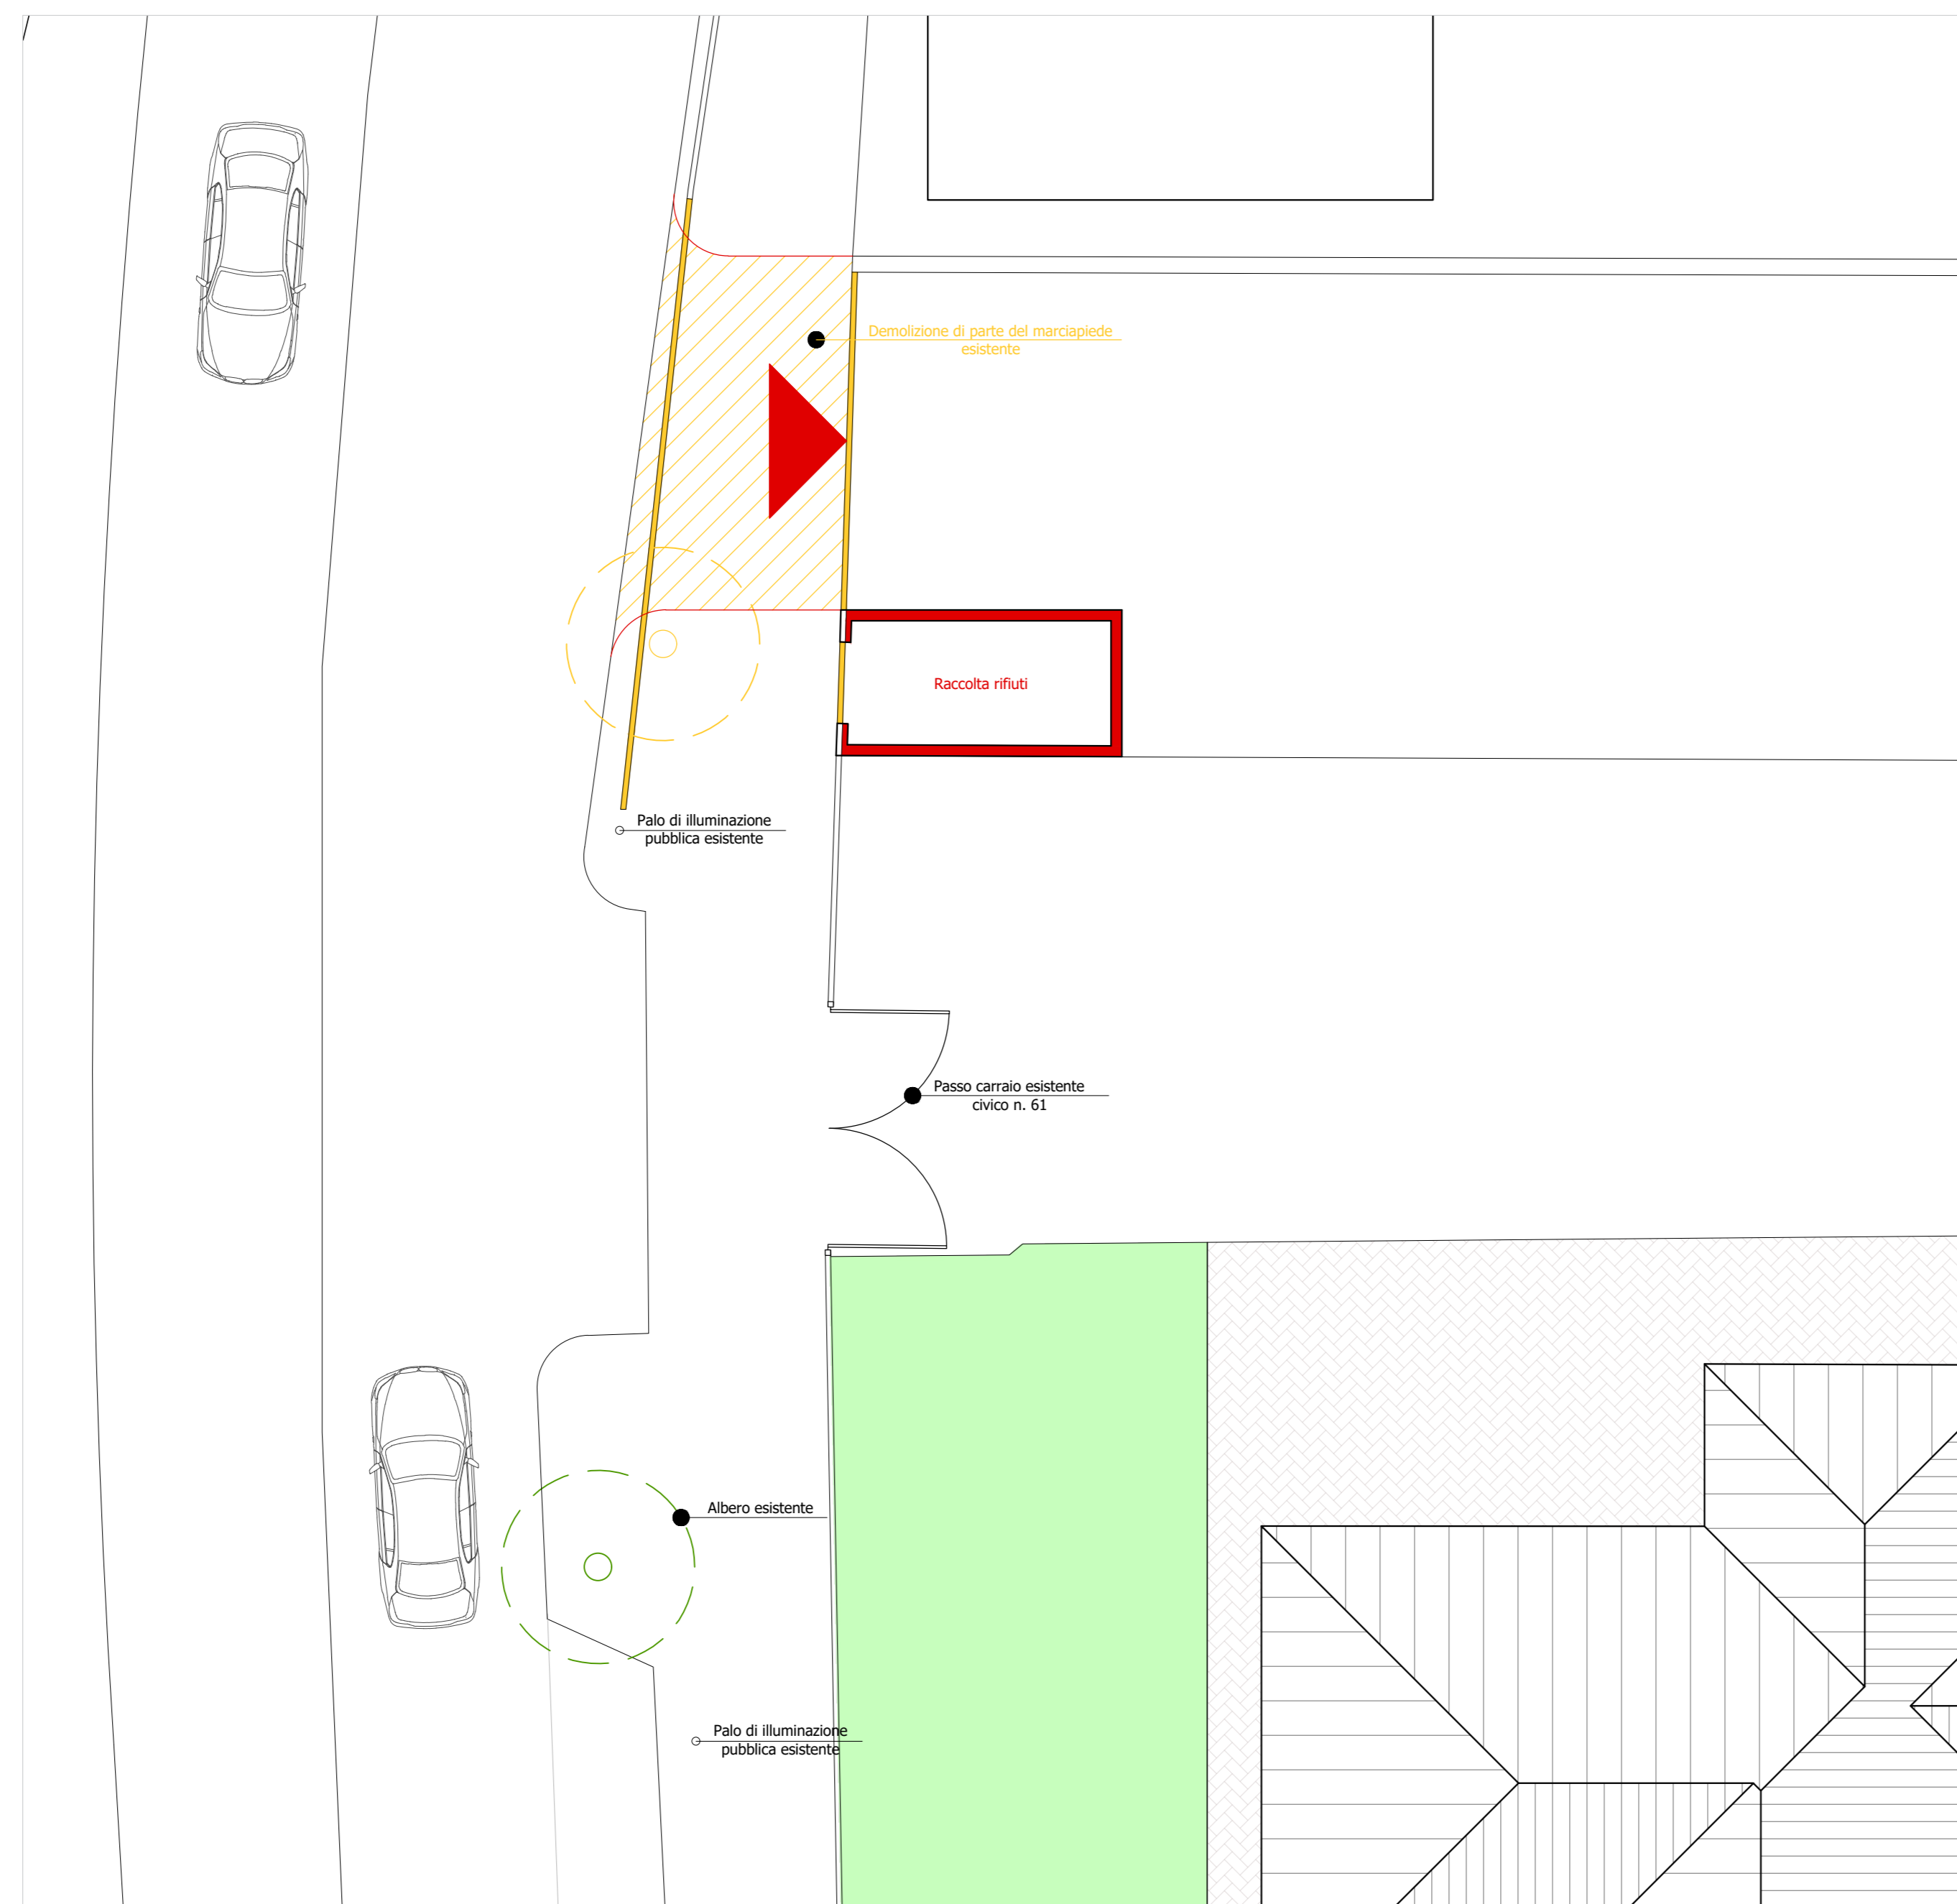 Demolizione di parte del marciapiede
esistente
Raccolta rifiuti
Palo di illuminazione
pubblica esistente
Passo carraio esistente
civico n. 61
Albero esistente
Palo di illuminazione
pubblica esistente